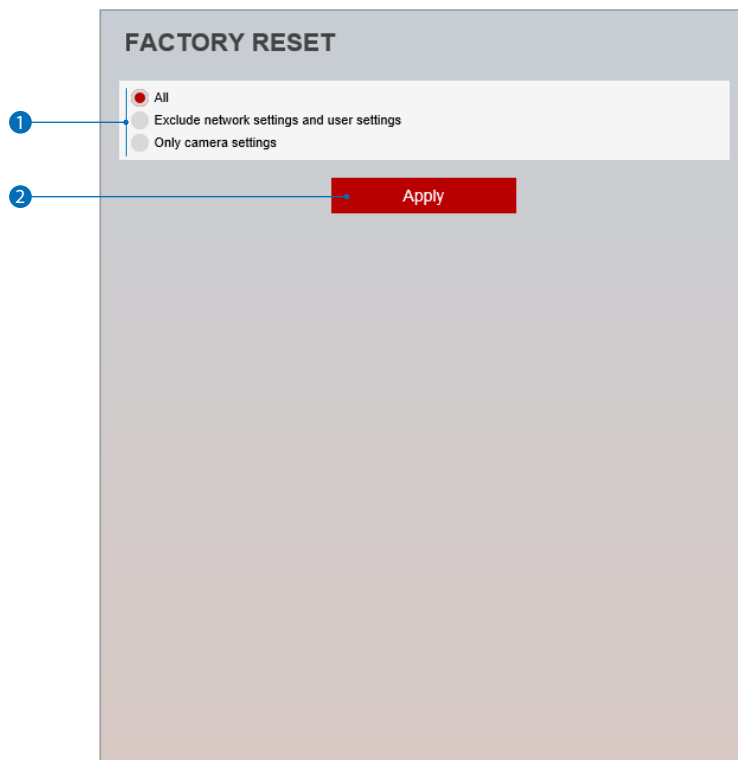 FACTORY RESET
All
1
Exclude network settings and user settings
Only camera settings
2
Apply